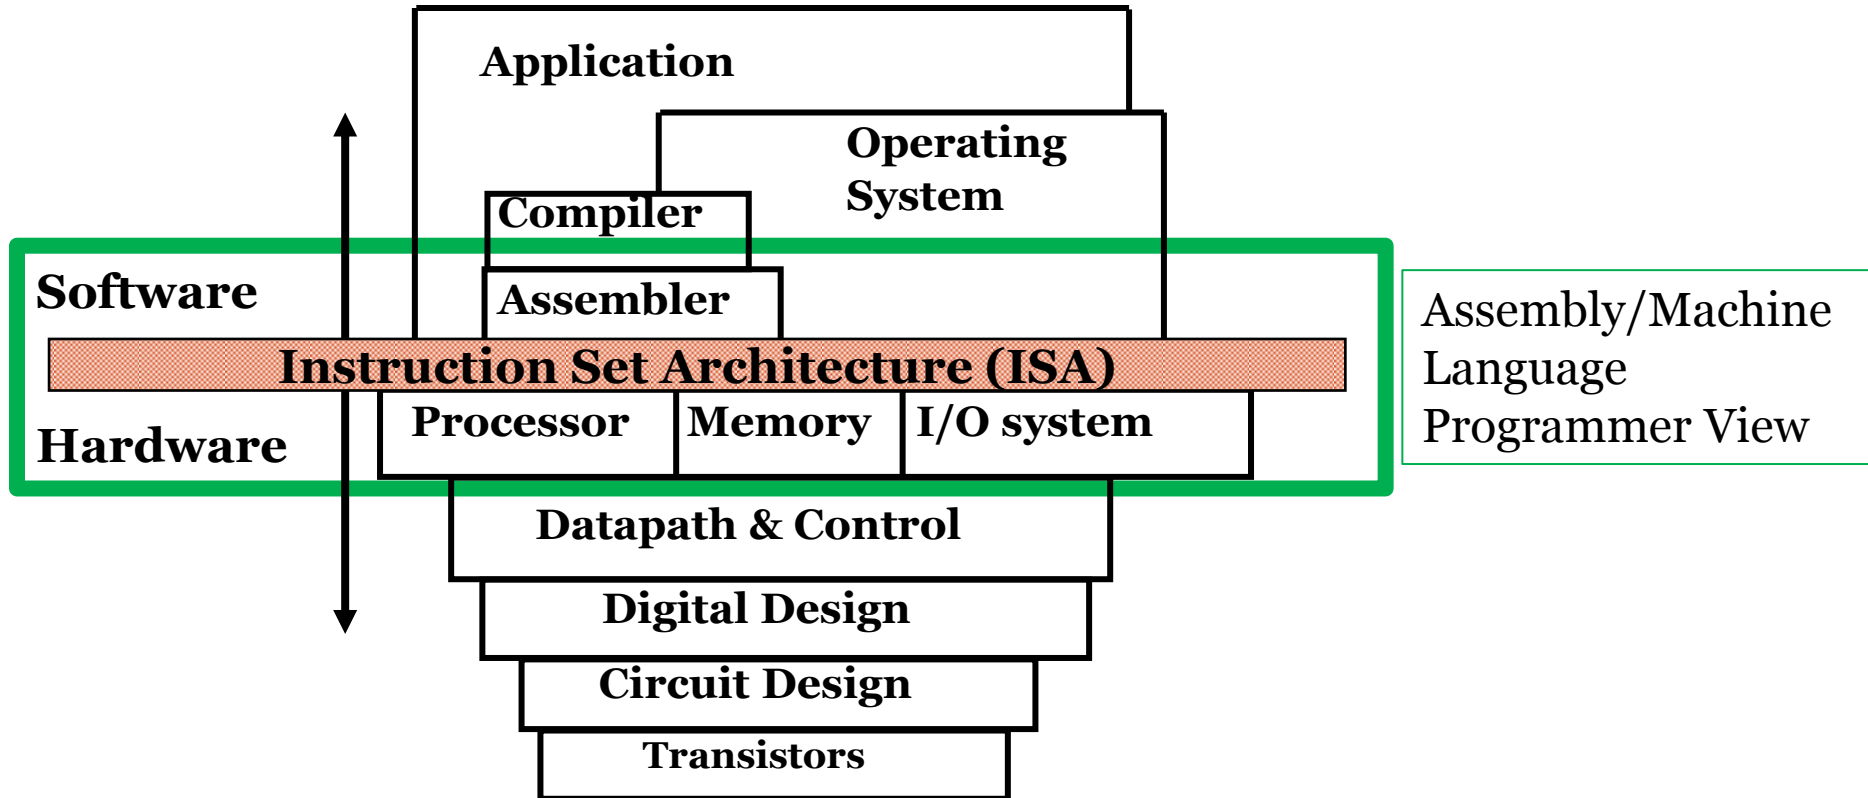 Application
Operating
System
Compiler
Software
Assembler
Instruction Set Architecture (ISA)
Processor
Memory
I/O system
Hardware
Assembly/Machine
Language
Programmer View
Datapath & Control
Digital Design
Circuit Design
Transistors